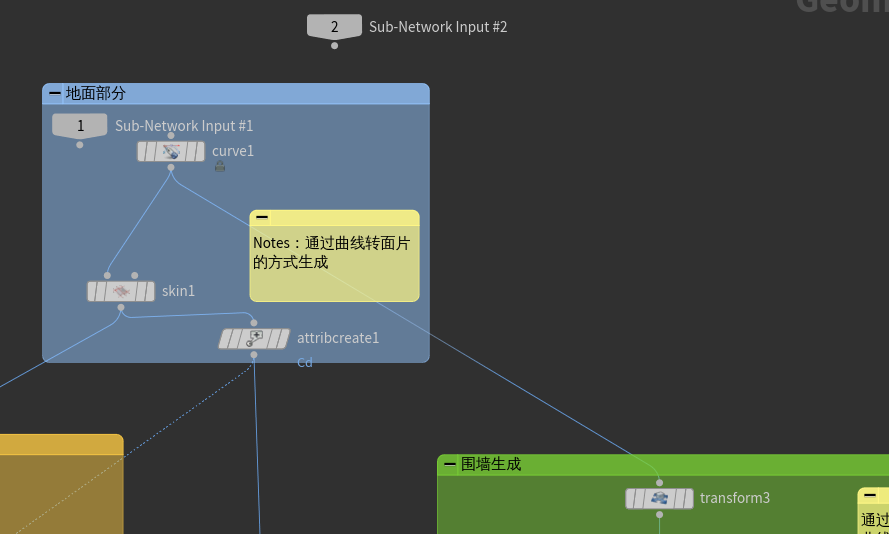 Geom
2 Sub-Network Input #2
地面部分
1 Sub-Network Input #1
curve1
Notes：通过曲线转面片
的方式生成
skin1
attribcreate1
Cd
围墙生成
transform3
通过